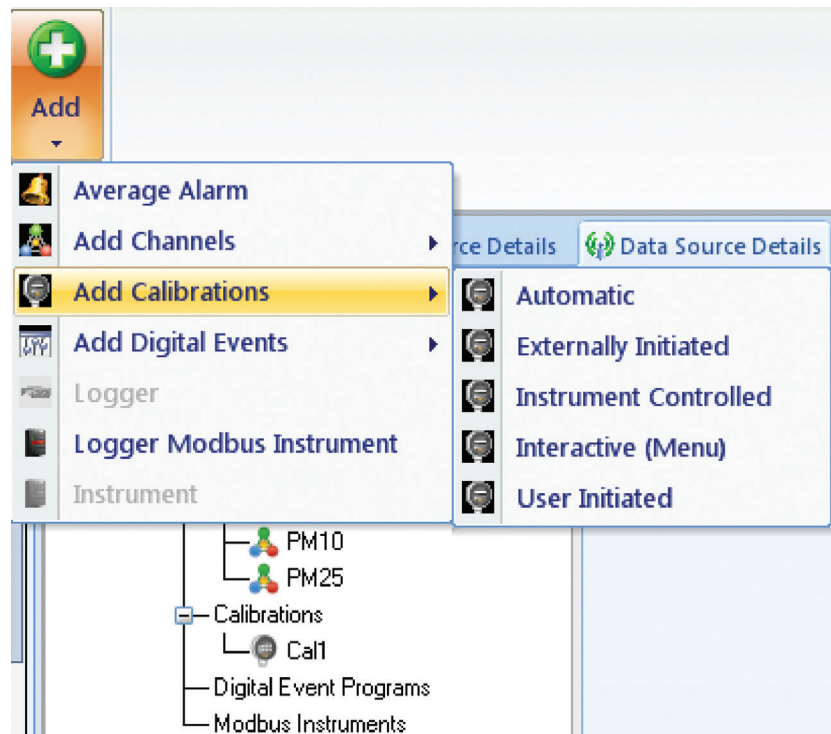 Add
Average Alarm
Add Channels
Add Calibrations
Add Digital Events
Logger
Logger Modbus Instrument
Instrument
rce Details
Data Source Details
Automatic
Externally Initiated
Instrument Controlled
Interactive (Menu)
User Initiated
PM10
PM25
Calibrations
Cal1
Digital Event Programs
Modbus Instruments